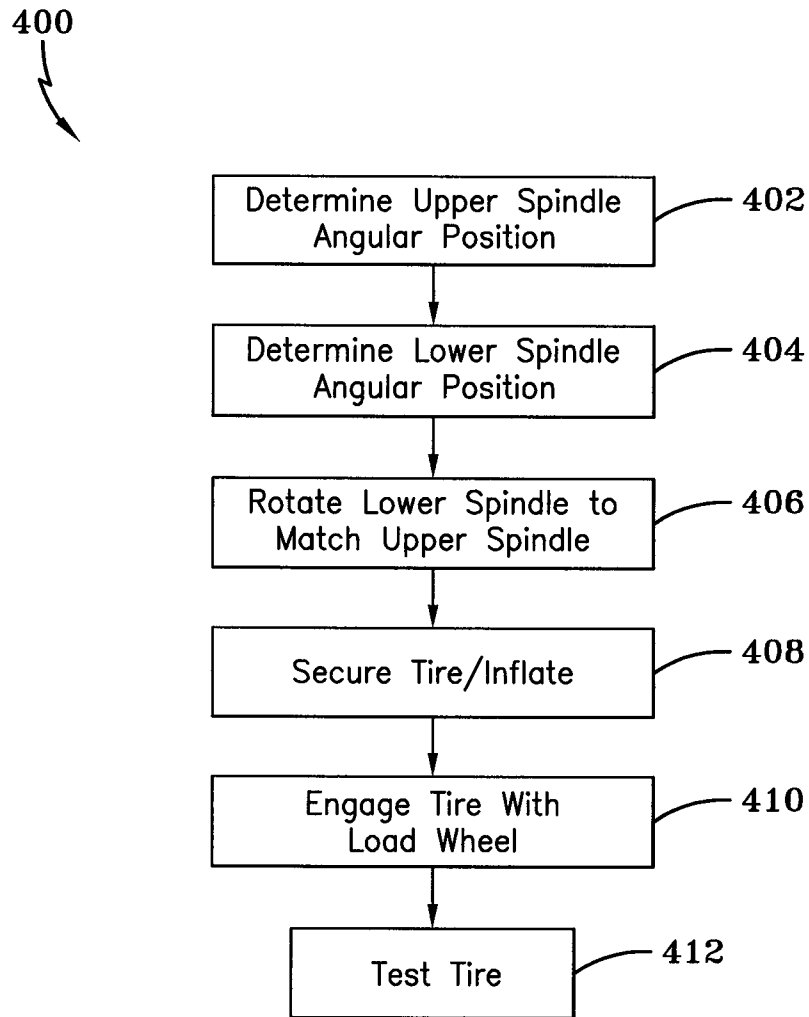 400
Determine Upper Spindle
Angular Position
402
Determine Lower Spindle
Angular Position
404
Rotate Lower Spindle to
Match Upper Spindle
406
Secure Tire/Inflate
408
Engage Tire With
Load Wheel
410
Test Tire
412